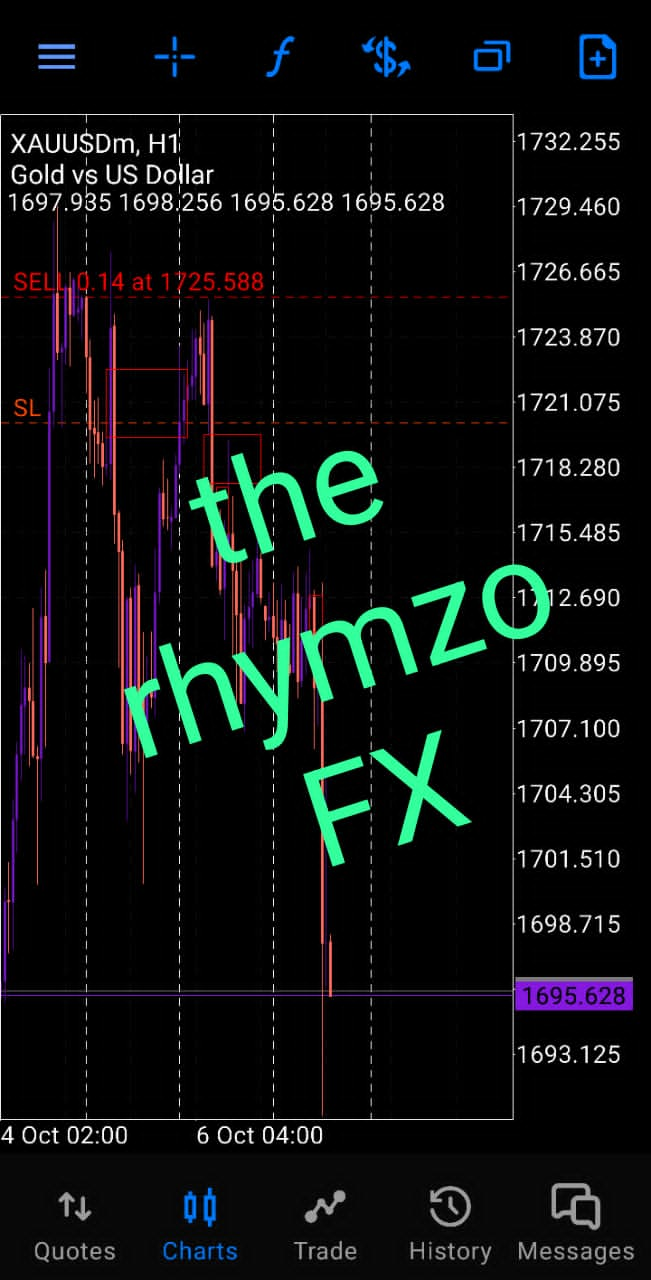 XAUUSDm, H1
Gold vs US Dollar
1697.935 1698.256 1695.628 1695.628
1732.255
1729.460
1726.665
SELL 0.14 at 1725.588
1723.870
1721.075
SL
1718.280
1715.485
1712.690
1709.895
1707.100
1704.305
1701.510
1698.715
1695.628
1693.125
the
rhymzo
FX
4 Oct 02:00 6 Oct 04:00
Quotes Charts Trade History Messages